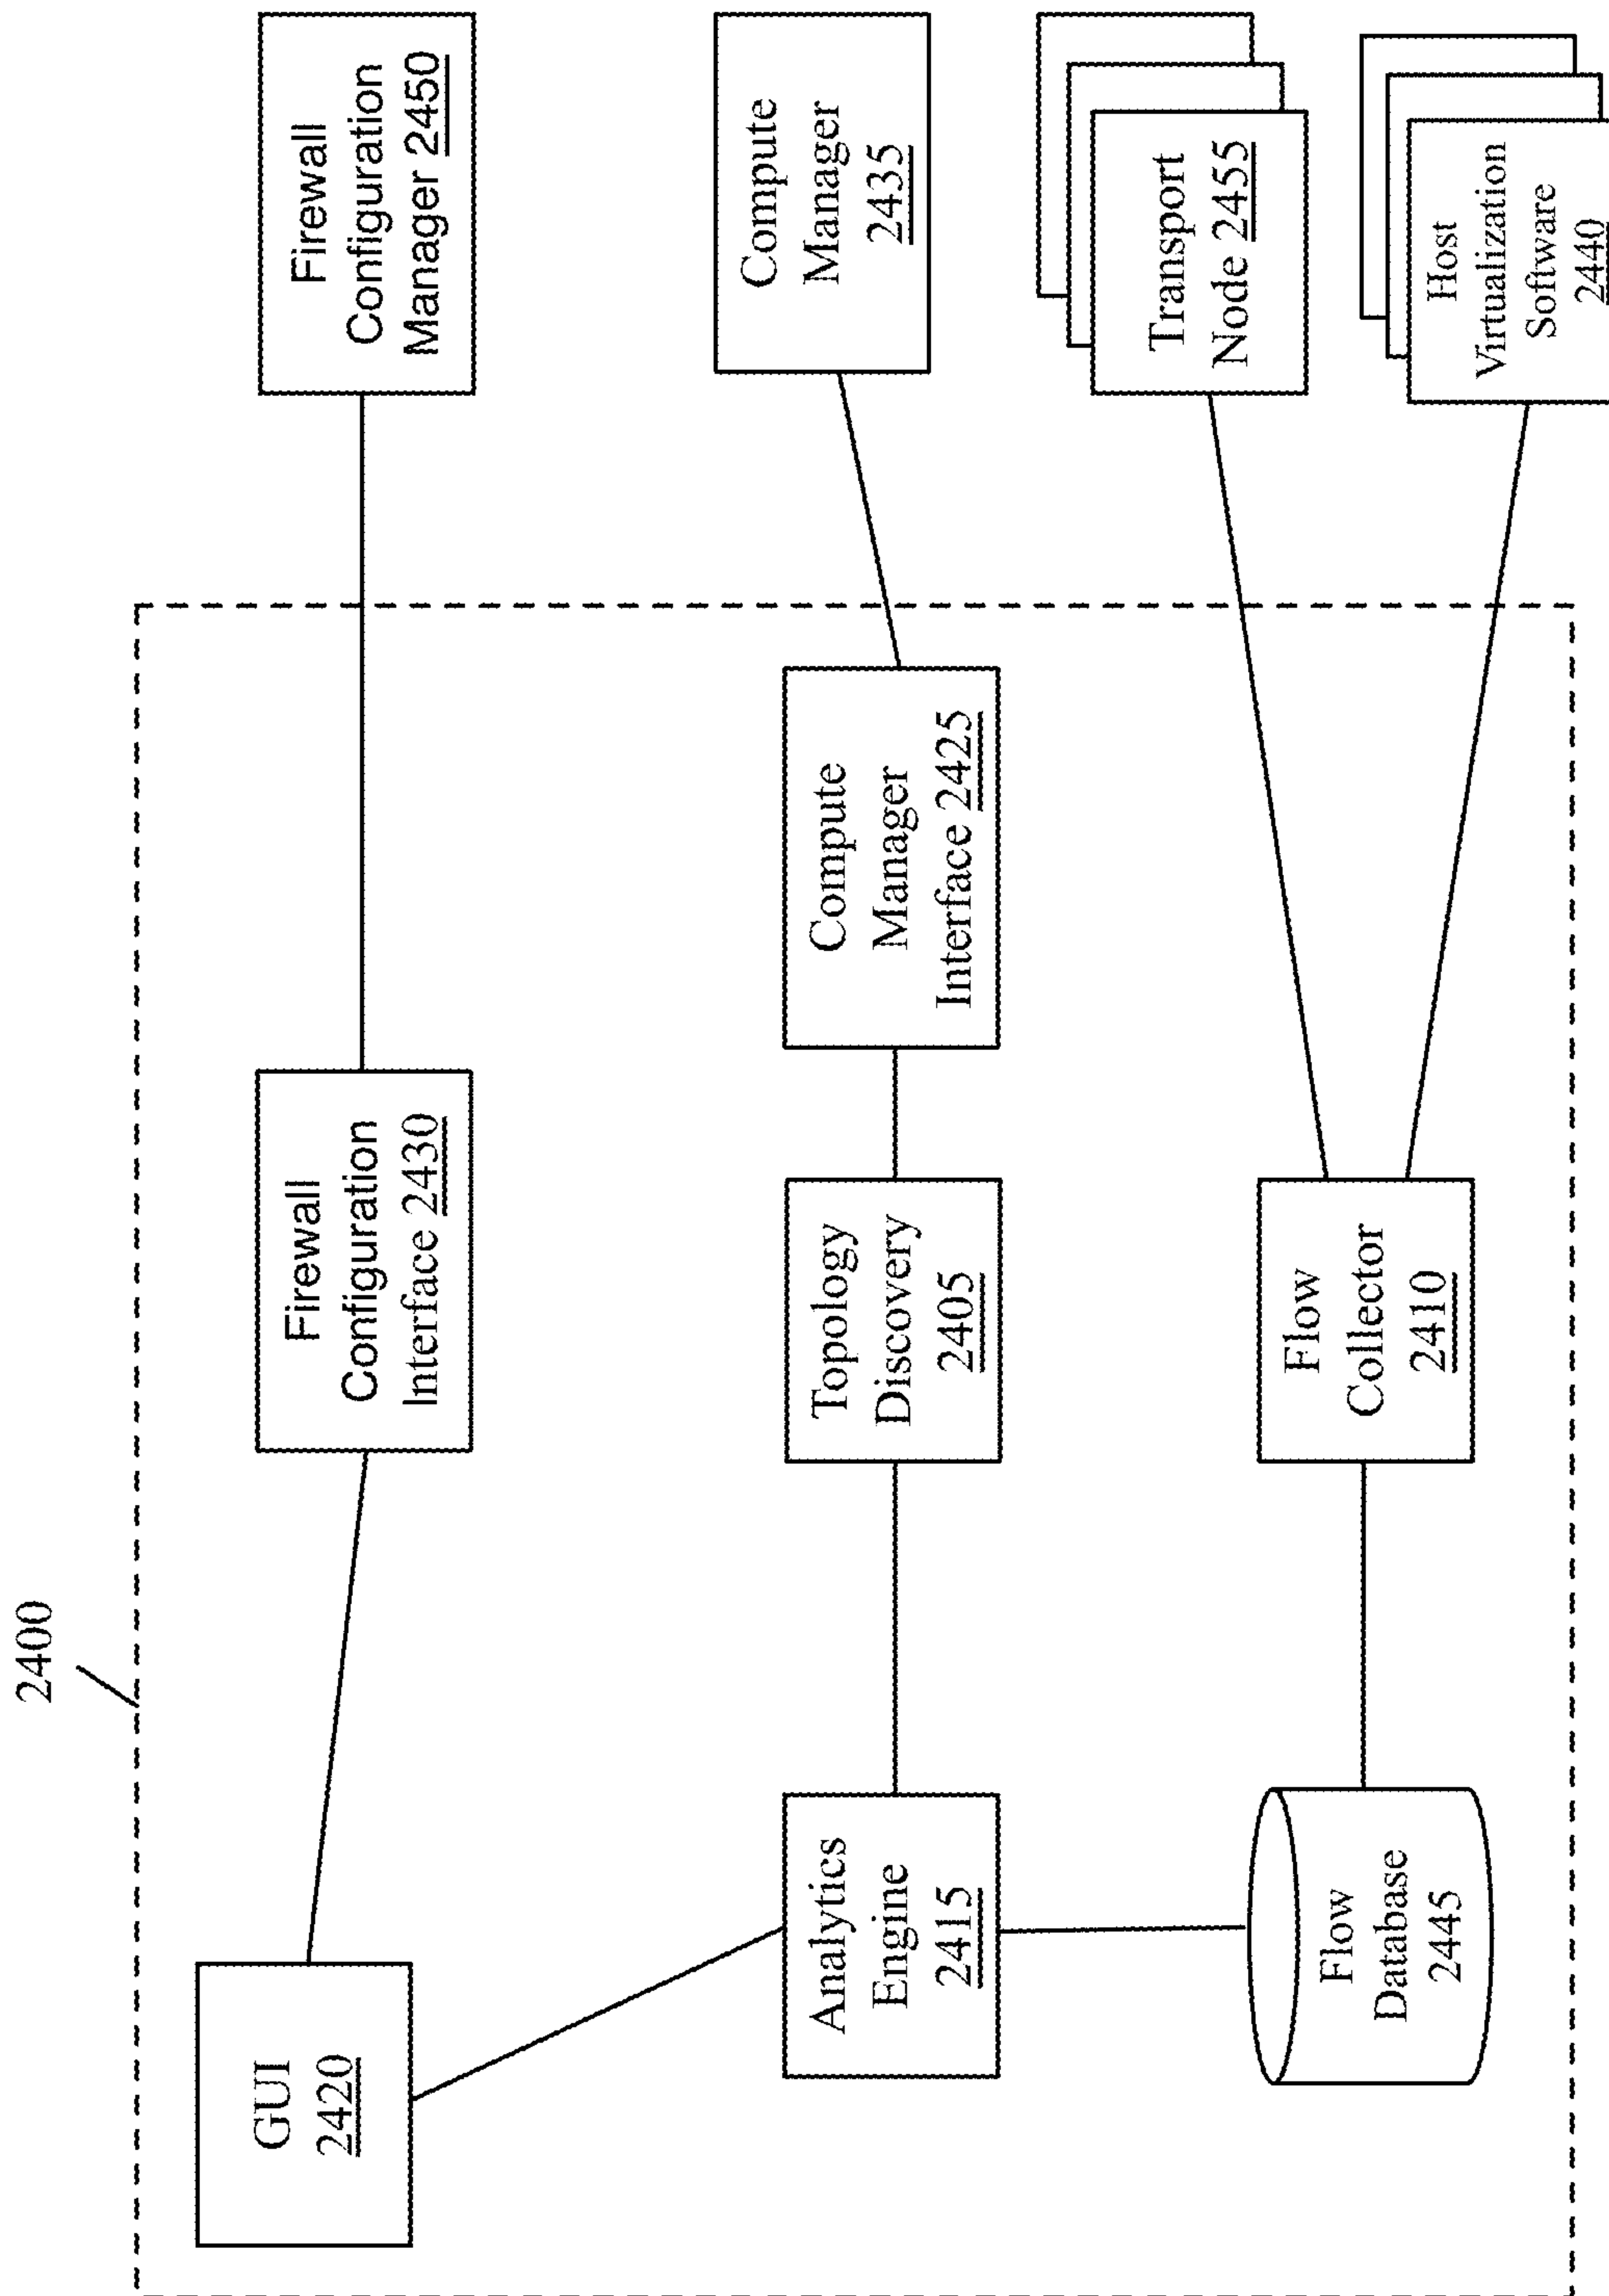 2400
GUI
2420
Firewall
Configuration
Interface 2430
Firewall
Configuration
Manager 2450
Analytics
Engine
2415
Topology
Discovery
2405
Compute
Manager
Interface 2425
Compute
Manager
2435
Flow
Database
2445
Flow
Collector
2410
Transport
Node 2455
Host
Virtualization
Software
2440